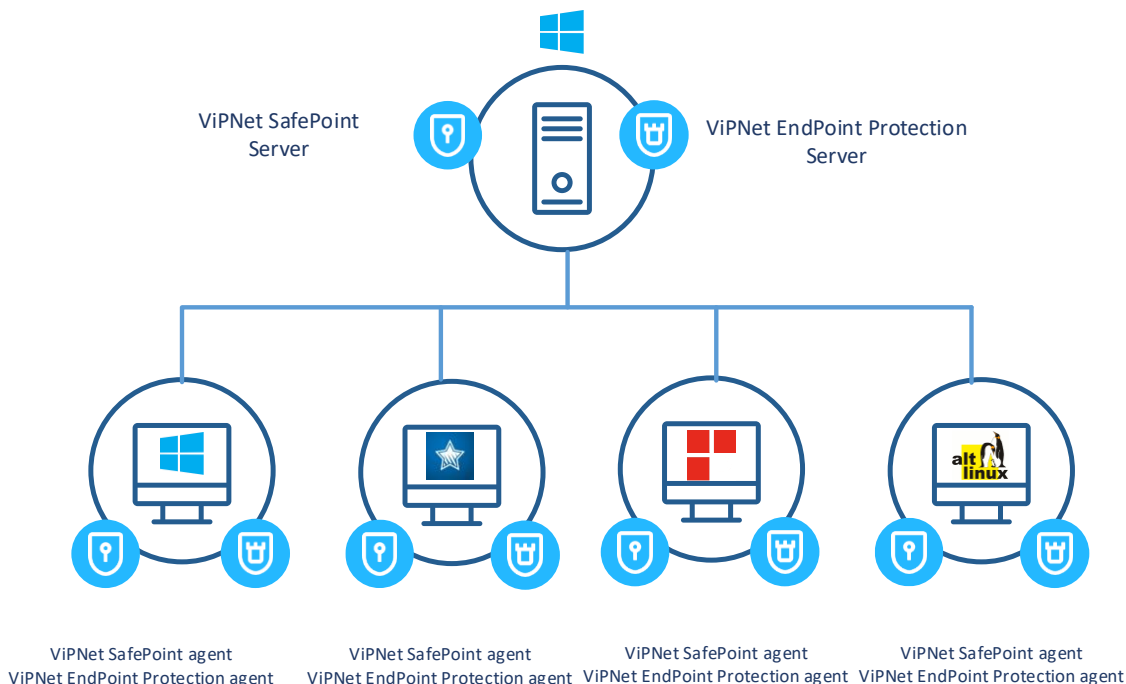 ViPNet SafePoint
Server
ViPNet EndPoint Protection
Server
alt
linux
ViPNet SafePoint agent
ViPNet EndPoint Protection agent
ViPNet SafePoint agent
ViPNet EndPoint Protection agent
ViPNet SafePoint agent
ViPNet EndPoint Protection agent
ViPNet SafePoint agent
ViPNet EndPoint Protection agent